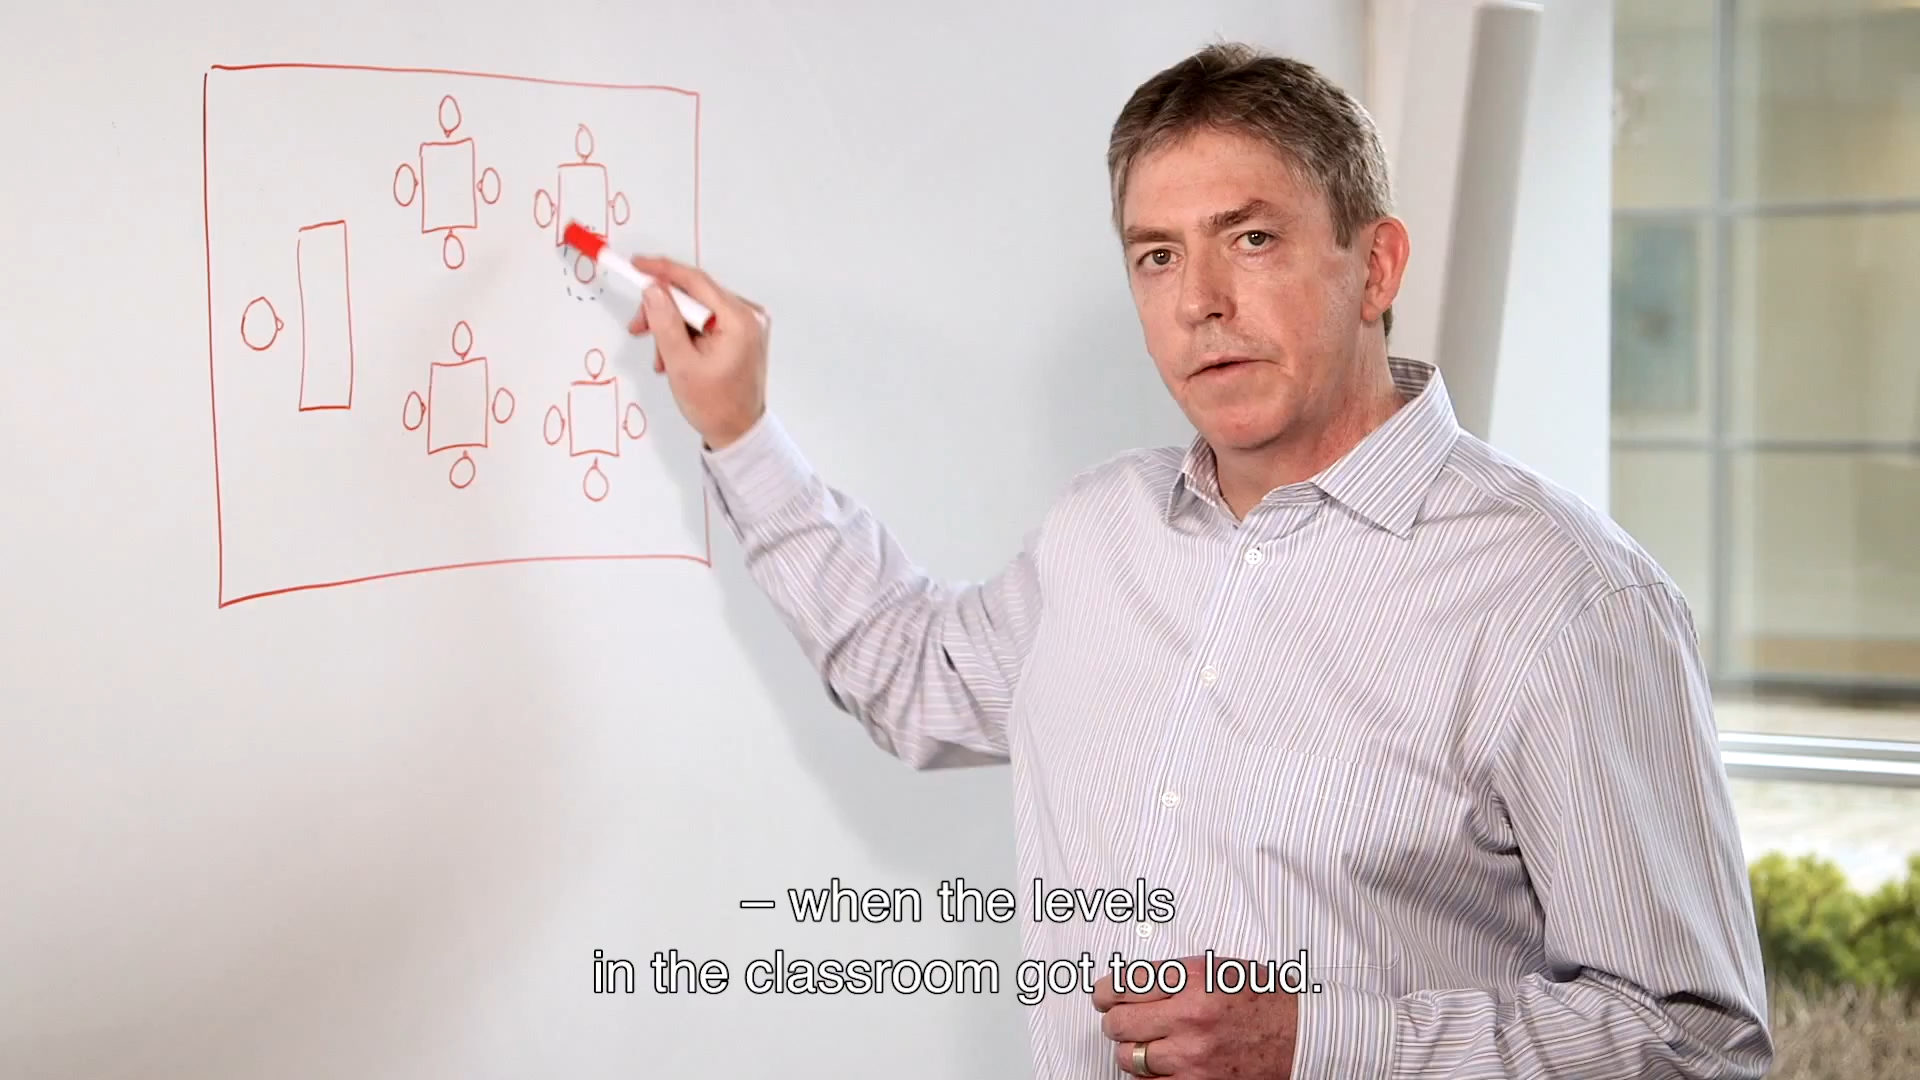 – when the levels
in the classroom got too loud.